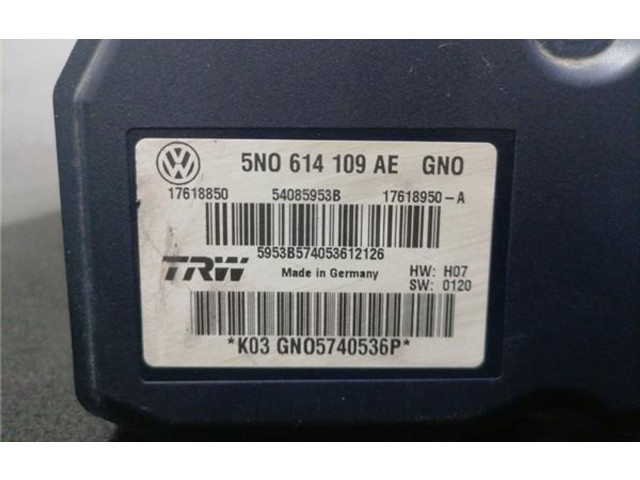 VW 5N0 614 109 AE GNO
17618850 54085953B 17618950-A
5953B574053612126
TRW Made in Germany HW: H07
SW: 0120
*K03 GNO5740536P*